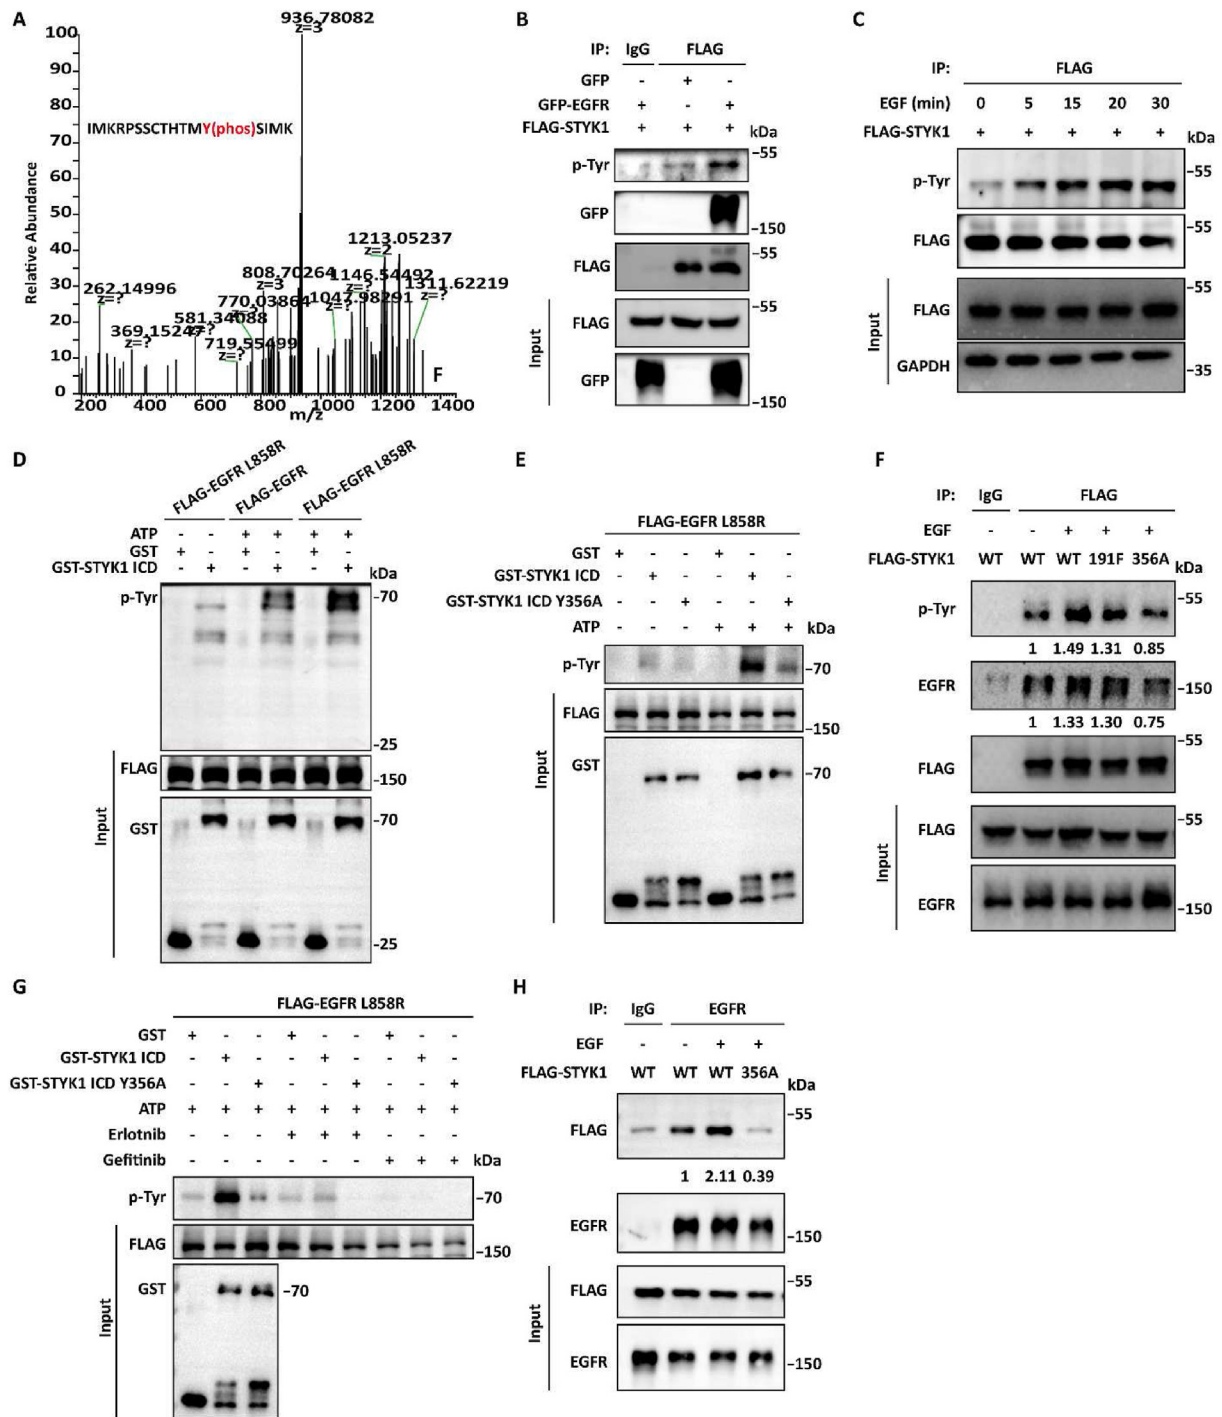 A
936.78082
z=3
100
90
80
70
60
50
40
30
20
10
0
Relative Abundance
IMKRPSSCTHTMY(phos)SIMK
1213.05237
z=2
808.70264
z=3
1146.54492
z=?
1311.62219
z=?
262.14996
z=?
770.03864
z=?
1047.98291
z=?
581.34088
z=?
369.15247
z=?
719.55499
z=?
F
200 400 600 800 1000 1200 1400
m/z
B
IP: IgG FLAG
GFP - + -
GFP-EGFR + - +
FLAG-STYK1 + + + kDa
p-Tyr -55
GFP -150
FLAG -55
Input
FLAG -55
GFP -150
C
IP: FLAG
EGF (min) 0 5 15 20 30
FLAG-STYK1 + + + + + kDa
p-Tyr -55
FLAG -55
Input
FLAG -55
GAPDH -35
D
FLAG-EGFR L858R FLAG-EGFR FLAG-EGFR L858R
ATP - - + + + +
GST + - + - + -
GST-STYK1 ICD - + - + - + kDa
p-Tyr -70
-25
Input
FLAG -150
GST -70
-25
E
FLAG-EGFR L858R
GST + - - + - -
GST-STYK1 ICD - + - - + -
GST-STYK1 ICD Y356A - - + - - +
ATP - - - + + + kDa
p-Tyr -70
Input
FLAG -150
GST -70
-25
F
IP: IgG FLAG
EGF - - + + +
FLAG-STYK1 WT WT WT 191F 356A kDa
p-Tyr -55
1 1.49 1.31 0.85
EGFR -150
1 1.33 1.30 0.75
FLAG -55
Input
FLAG -55
EGFR -150
G
FLAG-EGFR L858R
GST + - - + - - + - -
GST-STYK1 ICD - + - - + - - + -
GST-STYK1 ICD Y356A - - + - - + - - +
ATP + + + + + + + + +
Erlotnib - - - + + + - - -
Gefitinib - - - - - - + + + kDa
p-Tyr -70
Input
FLAG -150
GST -70
H
IP: IgG EGFR
EGF - - + +
FLAG-STYK1 WT WT WT 356A kDa
FLAG -55
1 2.11 0.39
EGFR -150
Input
FLAG -55
EGFR -150